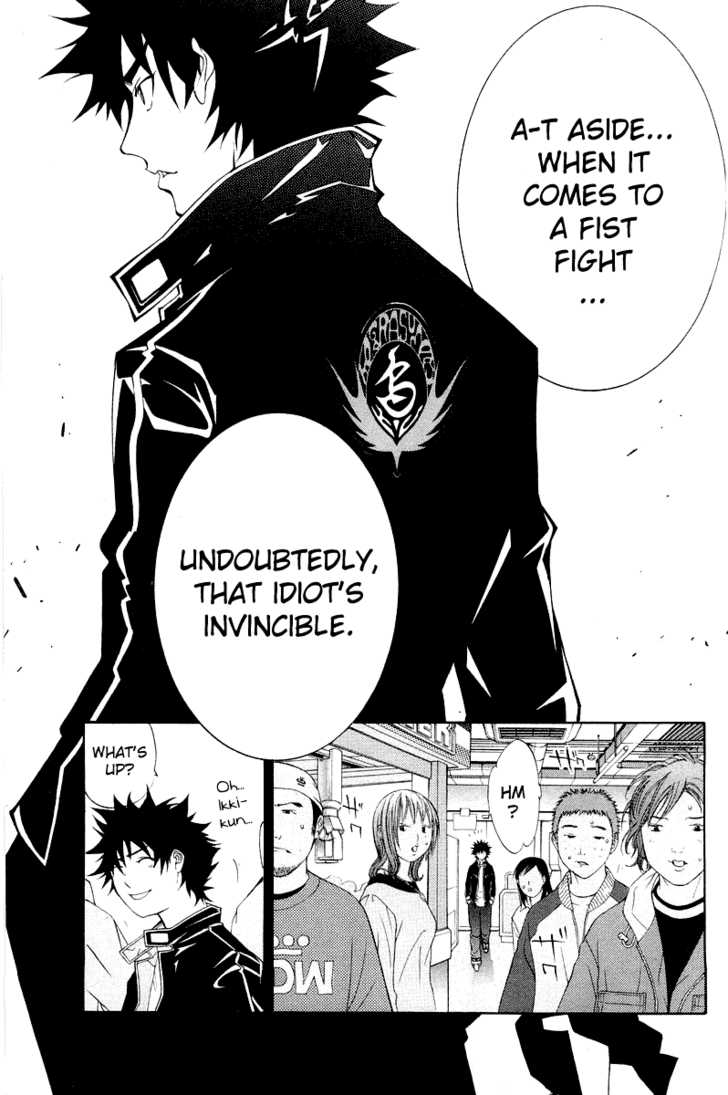 A-T ASIDE...
WHEN IT
COMES TO
A FIST
FIGHT
...
UNDOUBTEDLY,
THAT IDIOT'S
INVINCIBLE.
HM
?
Oh...
Ikki-
kun...
WHAT'S
UP?